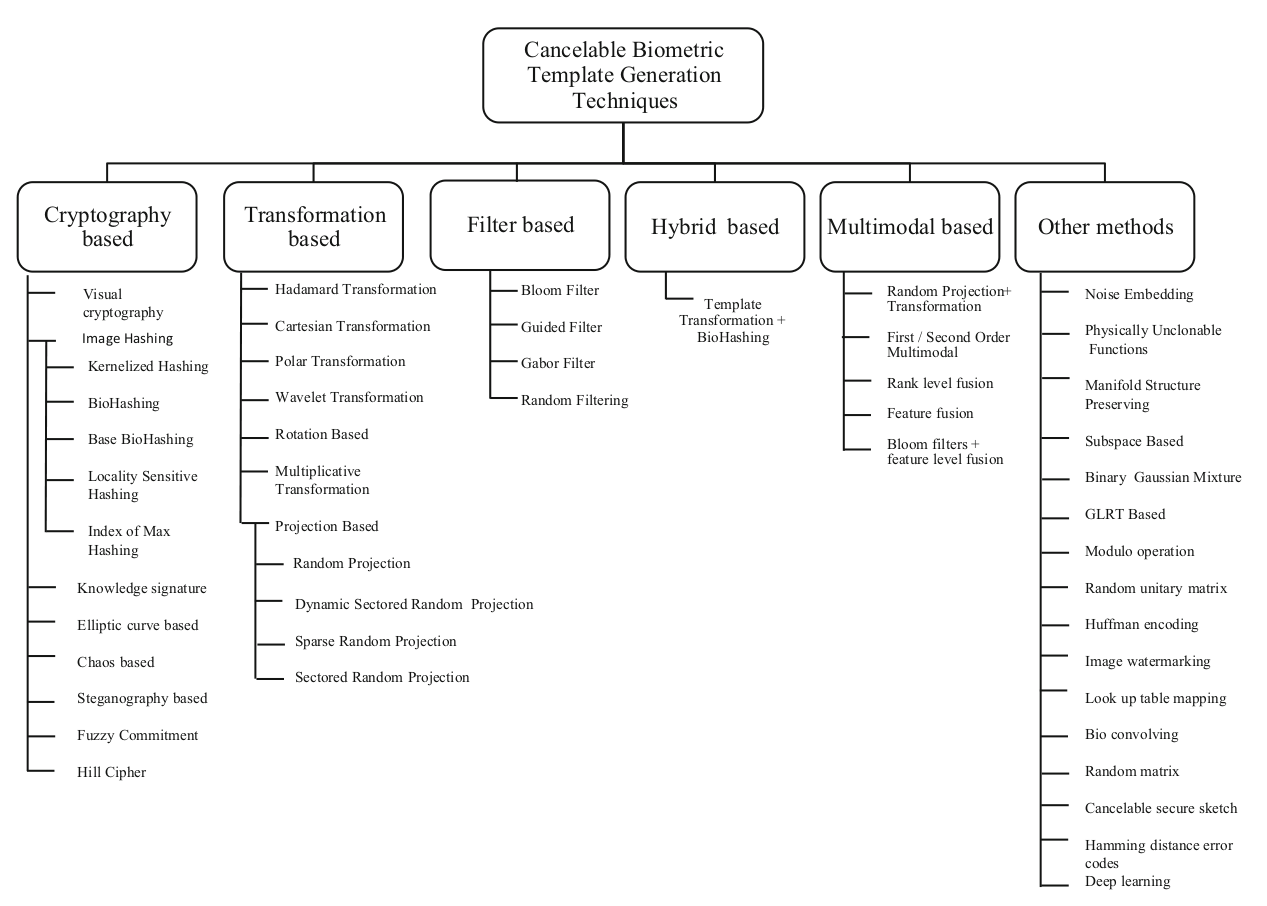 Cancelable Biometric
Template Generation
Techniques
Cryptography
based
Visual
cryptography
Image Hashing
Kernelized Hashing
BioHashing
Base BioHashing
Locality Sensitive
Hashing
Index of Max
Hashing
Knowledge signature
Elliptic curve based
Chaos based
Steganography based
Fuzzy Commitment
Hill Cipher
Transformation
based
Hadamard Transformation
Cartesian Transformation
Polar Transformation
Wavelet Transformation
Rotation Based
Multiplicative
Transformation
Projection Based
Random Projection
Dynamic Sectored Random Projection
Sparse Random Projection
Sectored Random Projection
Filter based
Bloom Filter
Guided Filter
Gabor Filter
Random Filtering
Hybrid based
Template
Transformation +
BioHashing
Multimodal based
Random Projection+
Transformation
First / Second Order
Multimodal
Rank level fusion
Feature fusion
Bloom filters +
feature level fusion
Other methods
Noise Embedding
Physically Unclonable
Functions
Manifold Structure
Preserving
Subspace Based
Binary Gaussian Mixture
GLRT Based
Modulo operation
Random unitary matrix
Huffman encoding
Image watermarking
Look up table mapping
Bio convolving
Random matrix
Cancelable secure sketch
Hamming distance error
codes
Deep learning